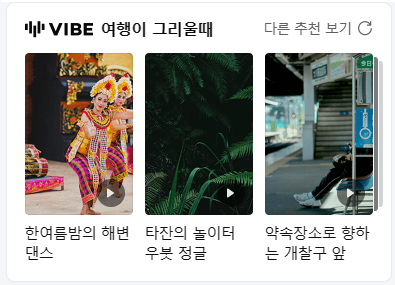 VIBE 여행이 그리울때
다른 추천 보기
今日
한여름밤의 해변
댄스
타잔의 놀이터
우붓 정글
약속장소로 향하
는 개찰구 앞